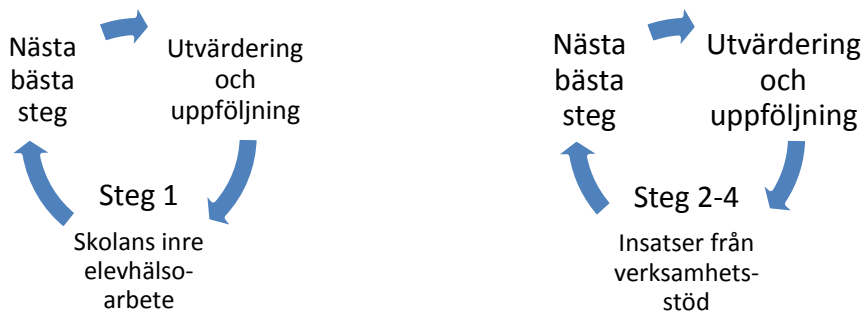 Nästa
bästa
steg
Utvärdering
och
uppföljning
Steg 1
Skolans inre
elevhälso-
arbete
Nästa
bästa
steg
Utvärdering
och
uppföljning
Steg 2-4
Insatser från
verksamhets-
stöd